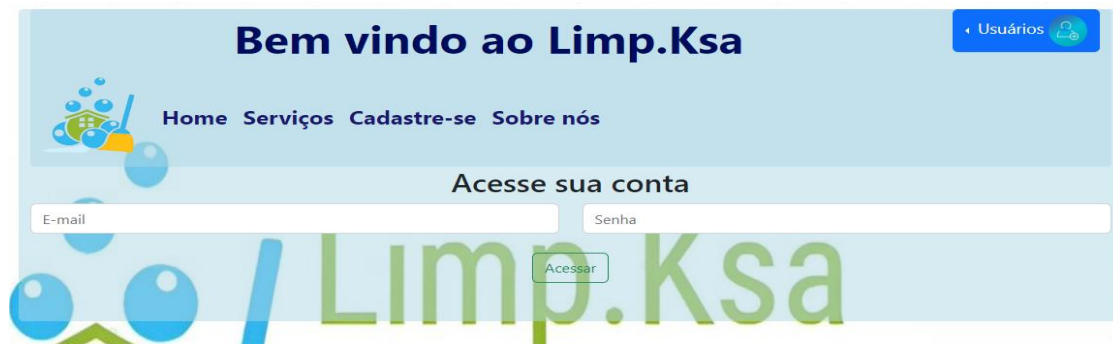 Bem vindo ao Limp.Ksa
Usuários
Home Serviços Cadastre-se Sobre nós
Acesse sua conta
E-mail Senha
Acessar
Limp.Ksa